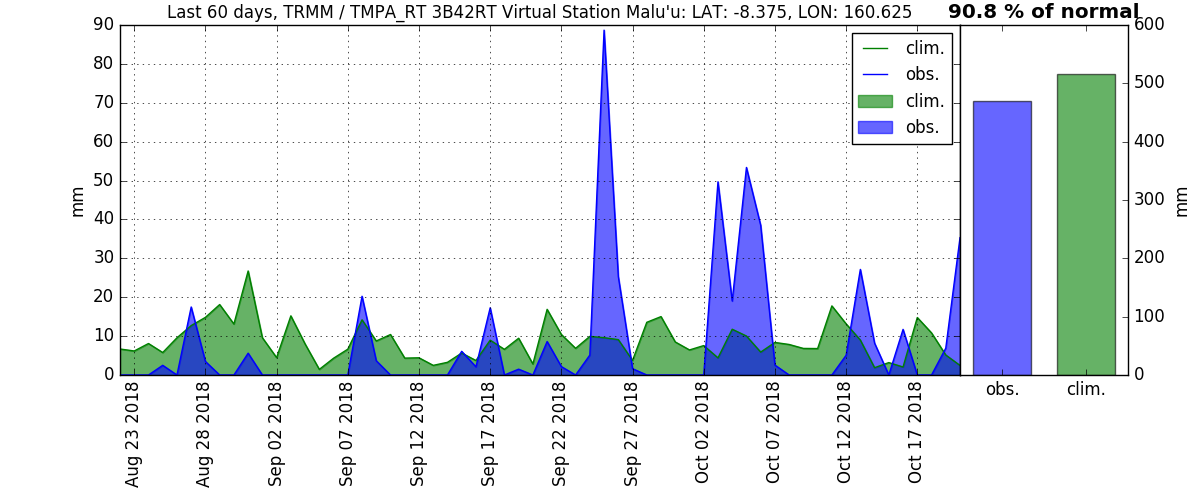 Last 60 days, TRMM / TMPA_RT 3B42RT Virtual Station Malu'u: LAT: -8.375, LON: 160.625
90.8 % of normal
90
80
70
60
50
40
30
20
10
0
mm
clim.
obs.
clim.
obs.
600
500
400
300
200
100
0
mm
Aug 23 2018
Aug 28 2018
Sep 02 2018
Sep 07 2018
Sep 12 2018
Sep 17 2018
Sep 22 2018
Sep 27 2018
Oct 02 2018
Oct 07 2018
Oct 12 2018
Oct 17 2018
obs.
clim.